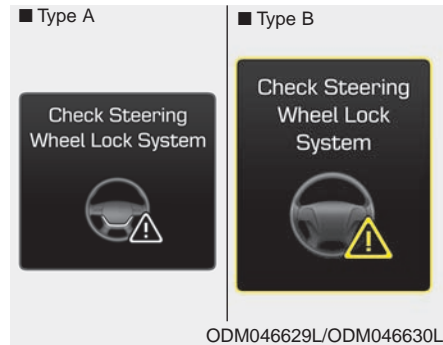 ■ Type A
Check Steering
Wheel Lock System
■ Type B
Check Steering
Wheel Lock
System
ODM046629L/ODM046630L